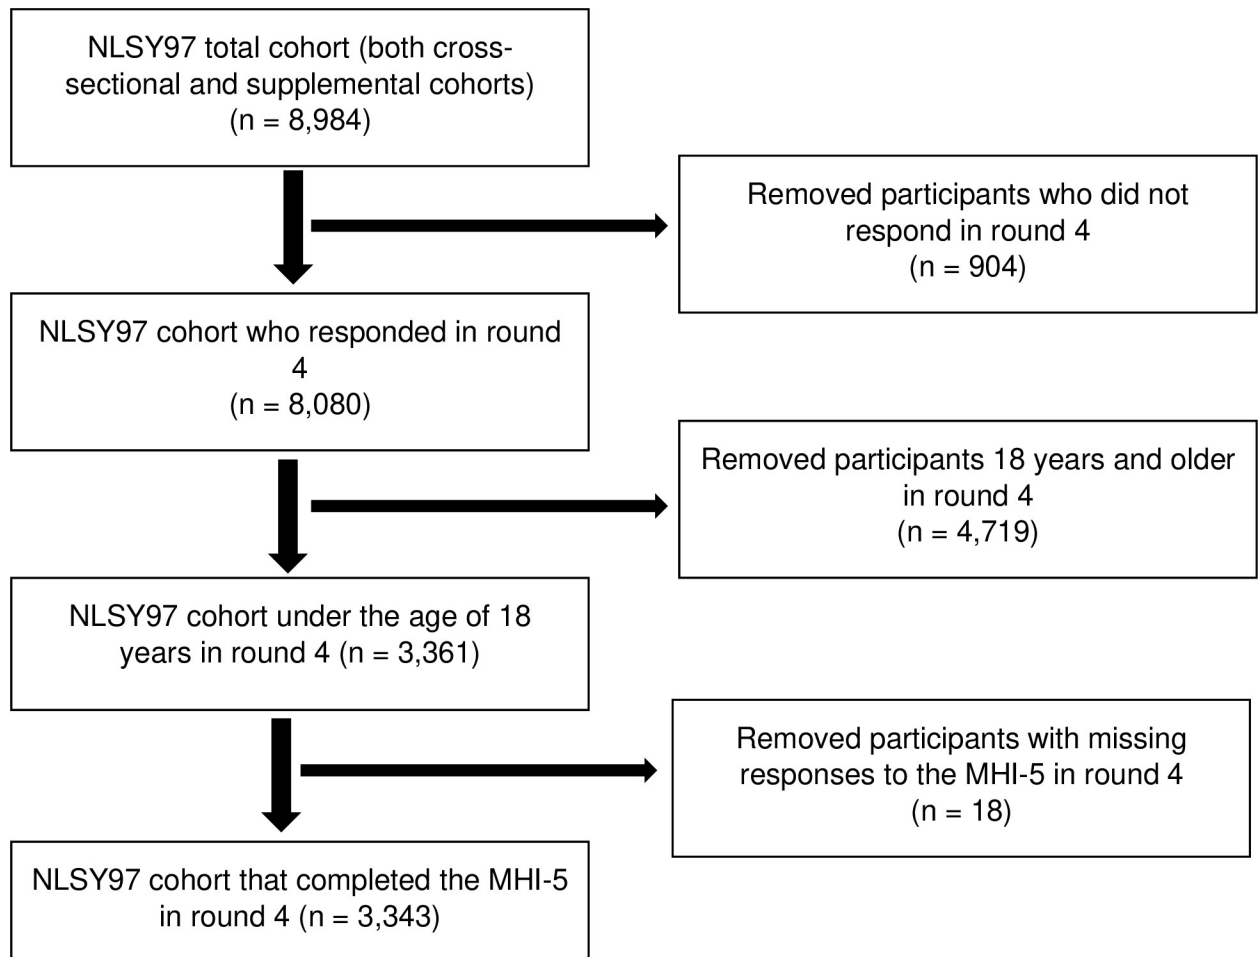 NLSY97 total cohort (both cross-
sectional and supplemental cohorts)
(n = 8,984)
Removed participants who did not
respond in round 4
(n = 904)
NLSY97 cohort who responded in round
4
(n = 8,080)
Removed participants 18 years and older
in round 4
(n = 4,719)
NLSY97 cohort under the age of 18
years in round 4 (n = 3,361)
Removed participants with missing
responses to the MHI-5 in round 4
(n = 18)
NLSY97 cohort that completed the MHI-5
in round 4 (n = 3,343)